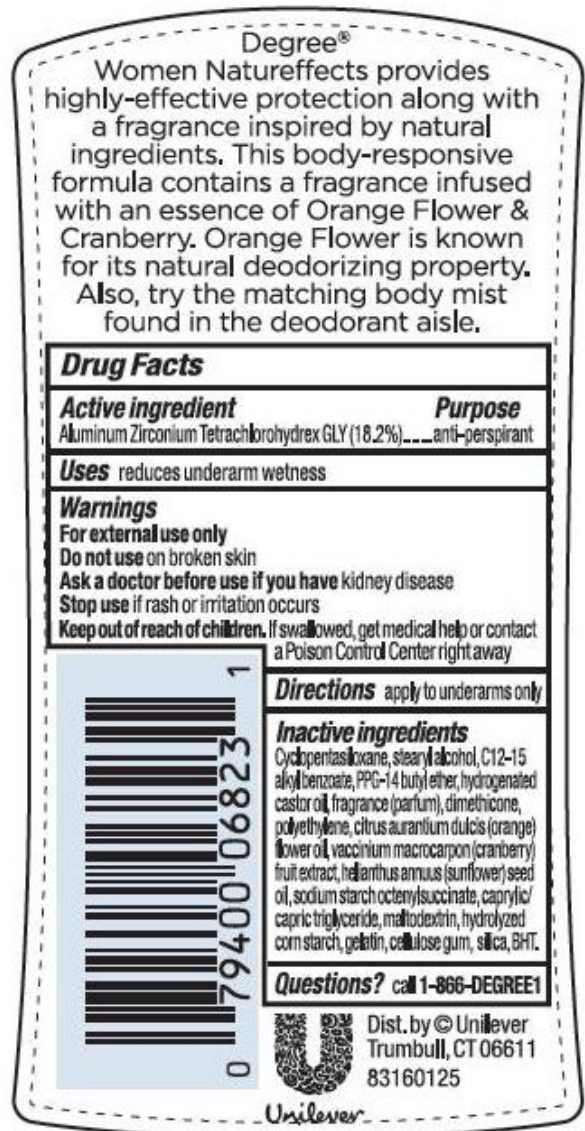 Degree®
Women Natureffects provides
highly-effective protection along with
a fragrance inspired by natural
ingredients. This body-responsive
formula contains a fragrance infused
with an essence of Orange Flower &
Cranberry. Orange Flower is known
for its natural deodorizing property.
Also, try the matching body mist
found in the deodorant aisle.
Drug Facts
Active ingredient Purpose
Aluminum Zirconium Tetrachlorohydrex GLY (18.2%)....anti-perspirant
Uses reduces underarm wetness
Warnings
For external use only
Do not use on broken skin
Ask a doctor before use if you have kidney disease
Stop use if rash or irritation occurs
Keep out of reach of children. If swallowed, get medical help or contact
a Poison Control Center right away
Directions apply to underarms only
Inactive ingredients
Cyclopentasiloxane, stearyl alcohol, C12-15
alkyl benzoate, PPG-14 butyl ether, hydrogenated
castor oil, fragrance (parfum), dimethicone,
polyethylene, citrus aurantium dulcis (orange)
flower oil, vaccinium macrocarpon (cranberry)
fruit extract, helianthus annuus (sunflower) seed
oil, sodium starch octenylsuccinate, caprylic/
capric triglyceride, maltodextrin, hydrolyzed
corn starch, gelatin, cellulose gum, silica, BHT.
Questions? call 1-866-DEGREE1
0 79400 06823 1
Dist. by © Unilever
Trumbull, CT 06611
83160125
Unilever